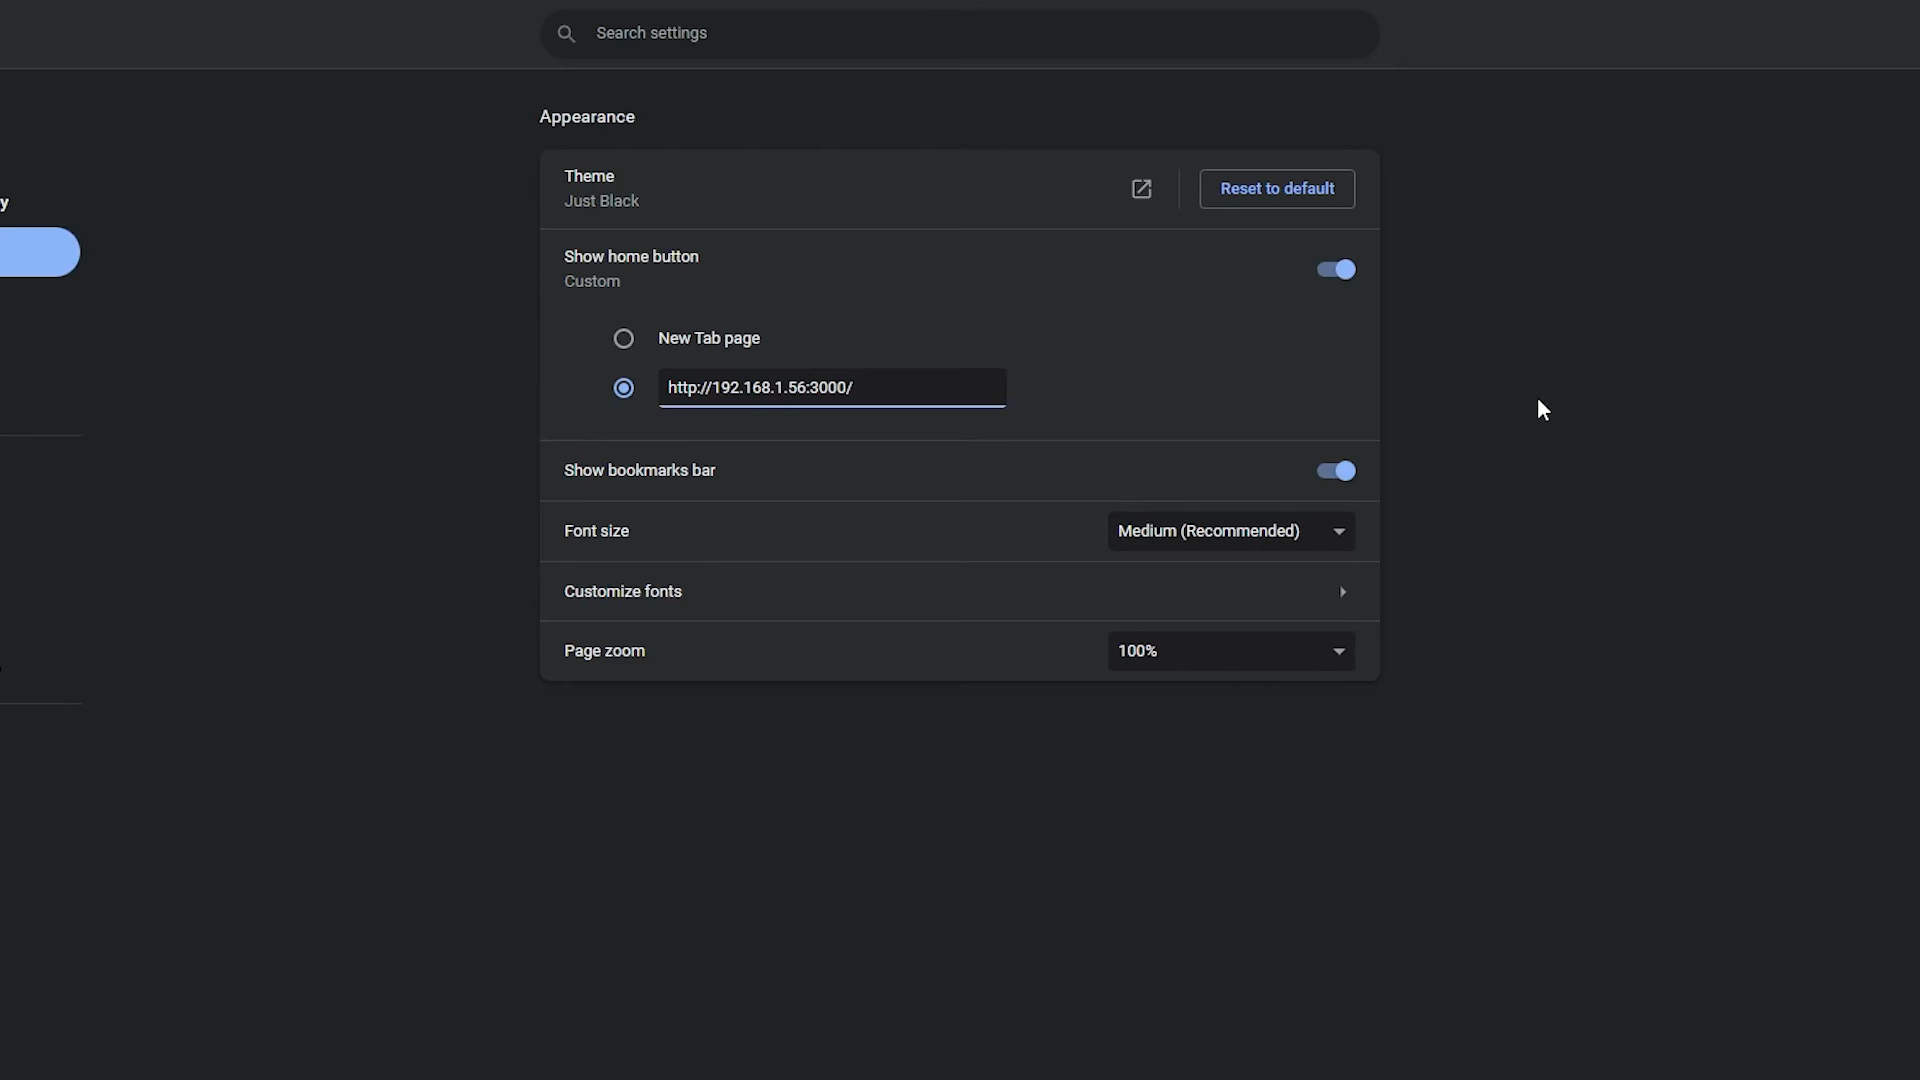 Search settings
Appearance
Theme
Just Black
Reset to default
y
Show home button
Custom
New Tab page
http://192.168.1.56:3000/
Show bookmarks bar
Font size
Medium (Recommended)
Customize fonts
Page zoom
100%